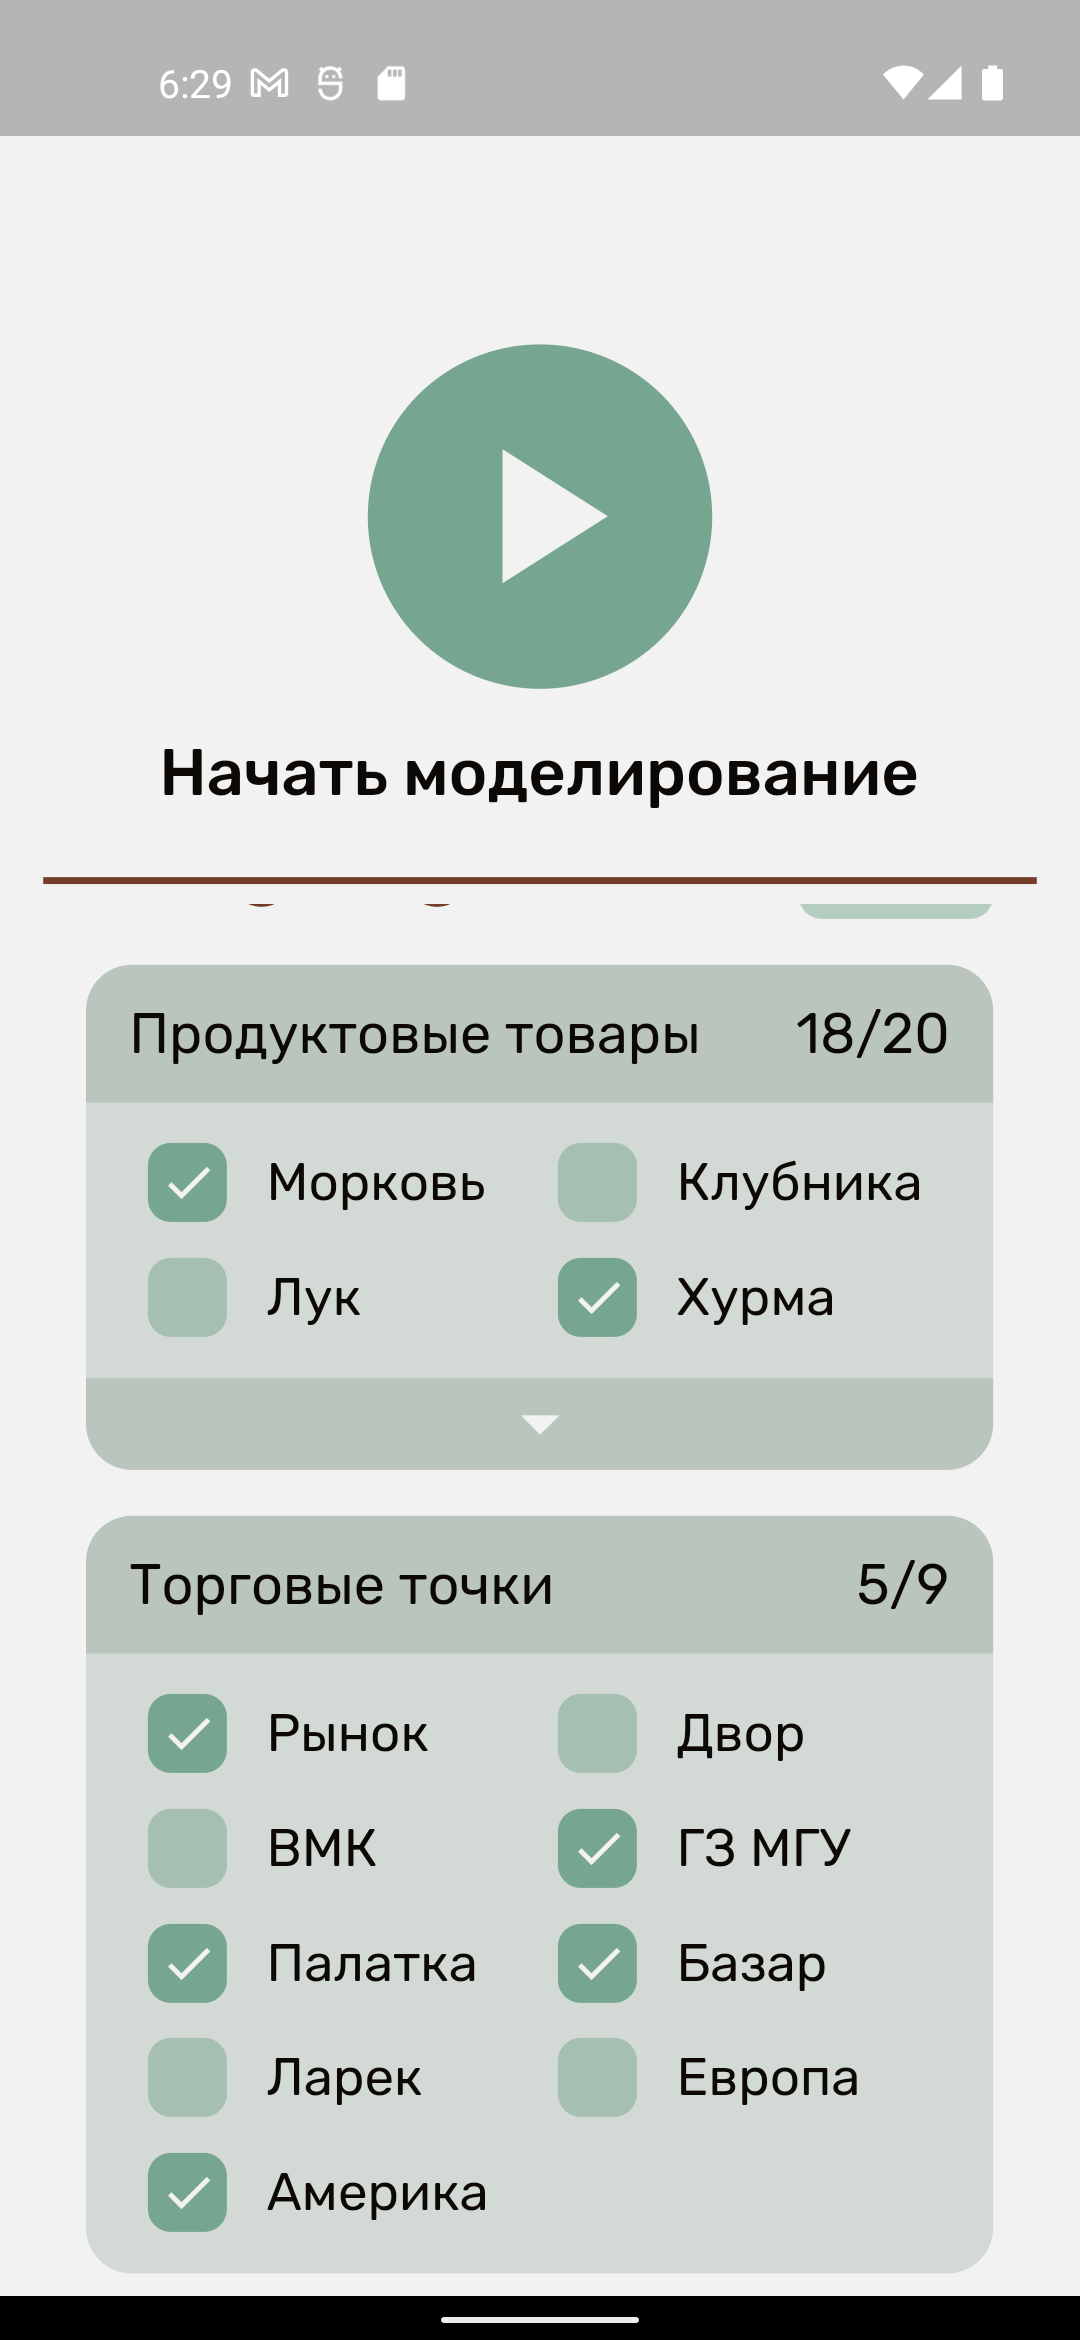 6:29
Начать моделирование
Продуктовые товары 18/20
Морковь Клубника
Лук Хурма
Торговые точки 5/9
Рынок Двор
ВМК ГЗ МГУ
Палатка Базар
Ларек Европа
Америка